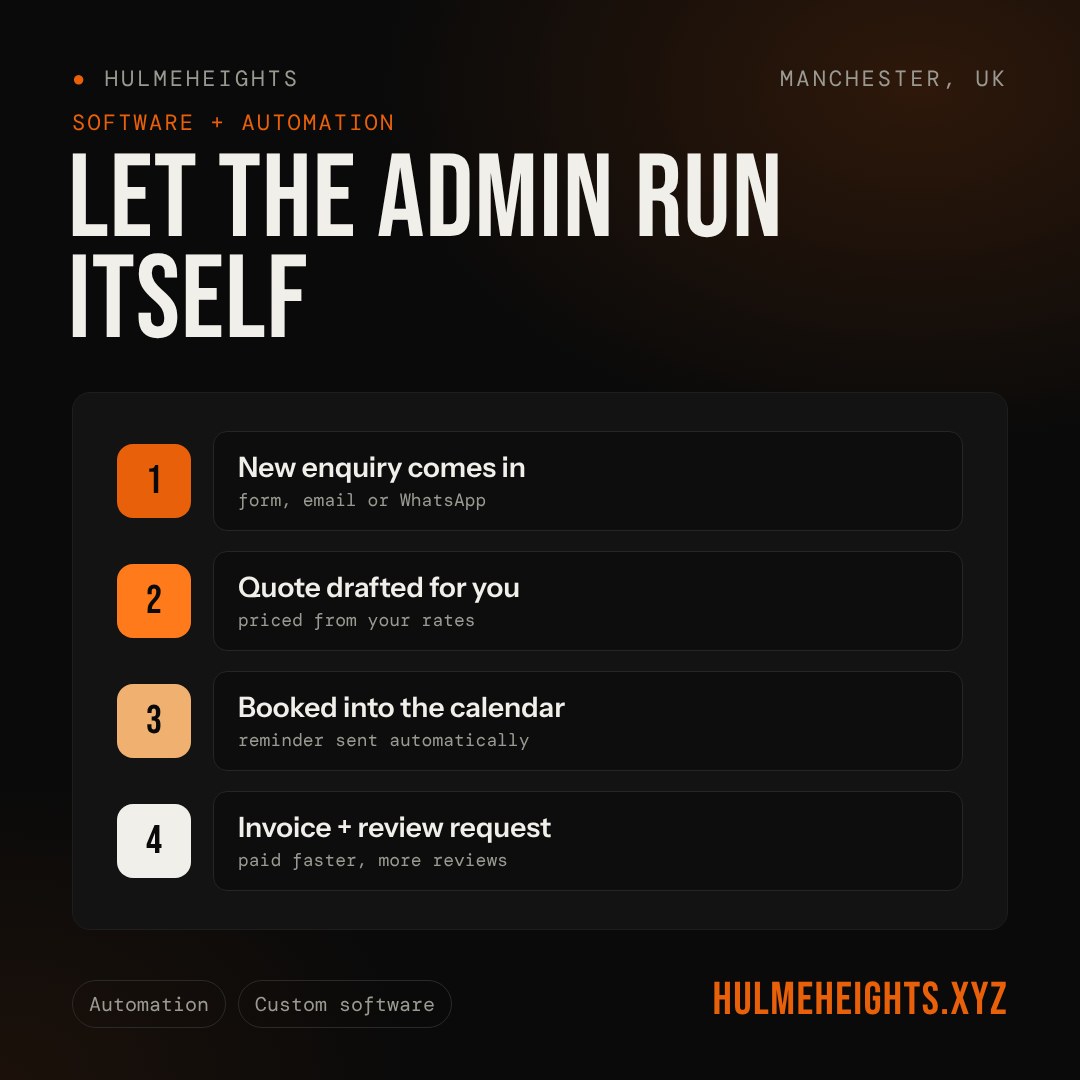 HULMEHEIGHTS
MANCHESTER, UK
SOFTWARE + AUTOMATION
LET THE ADMIN RUN
ITSELF
1
New enquiry comes in
form, email or WhatsApp
2
Quote drafted for you
priced from your rates
3
Booked into the calendar
reminder sent automatically
4
Invoice + review request
paid faster, more reviews
Automation
Custom software
HULMEHEIGHTS.XYZ